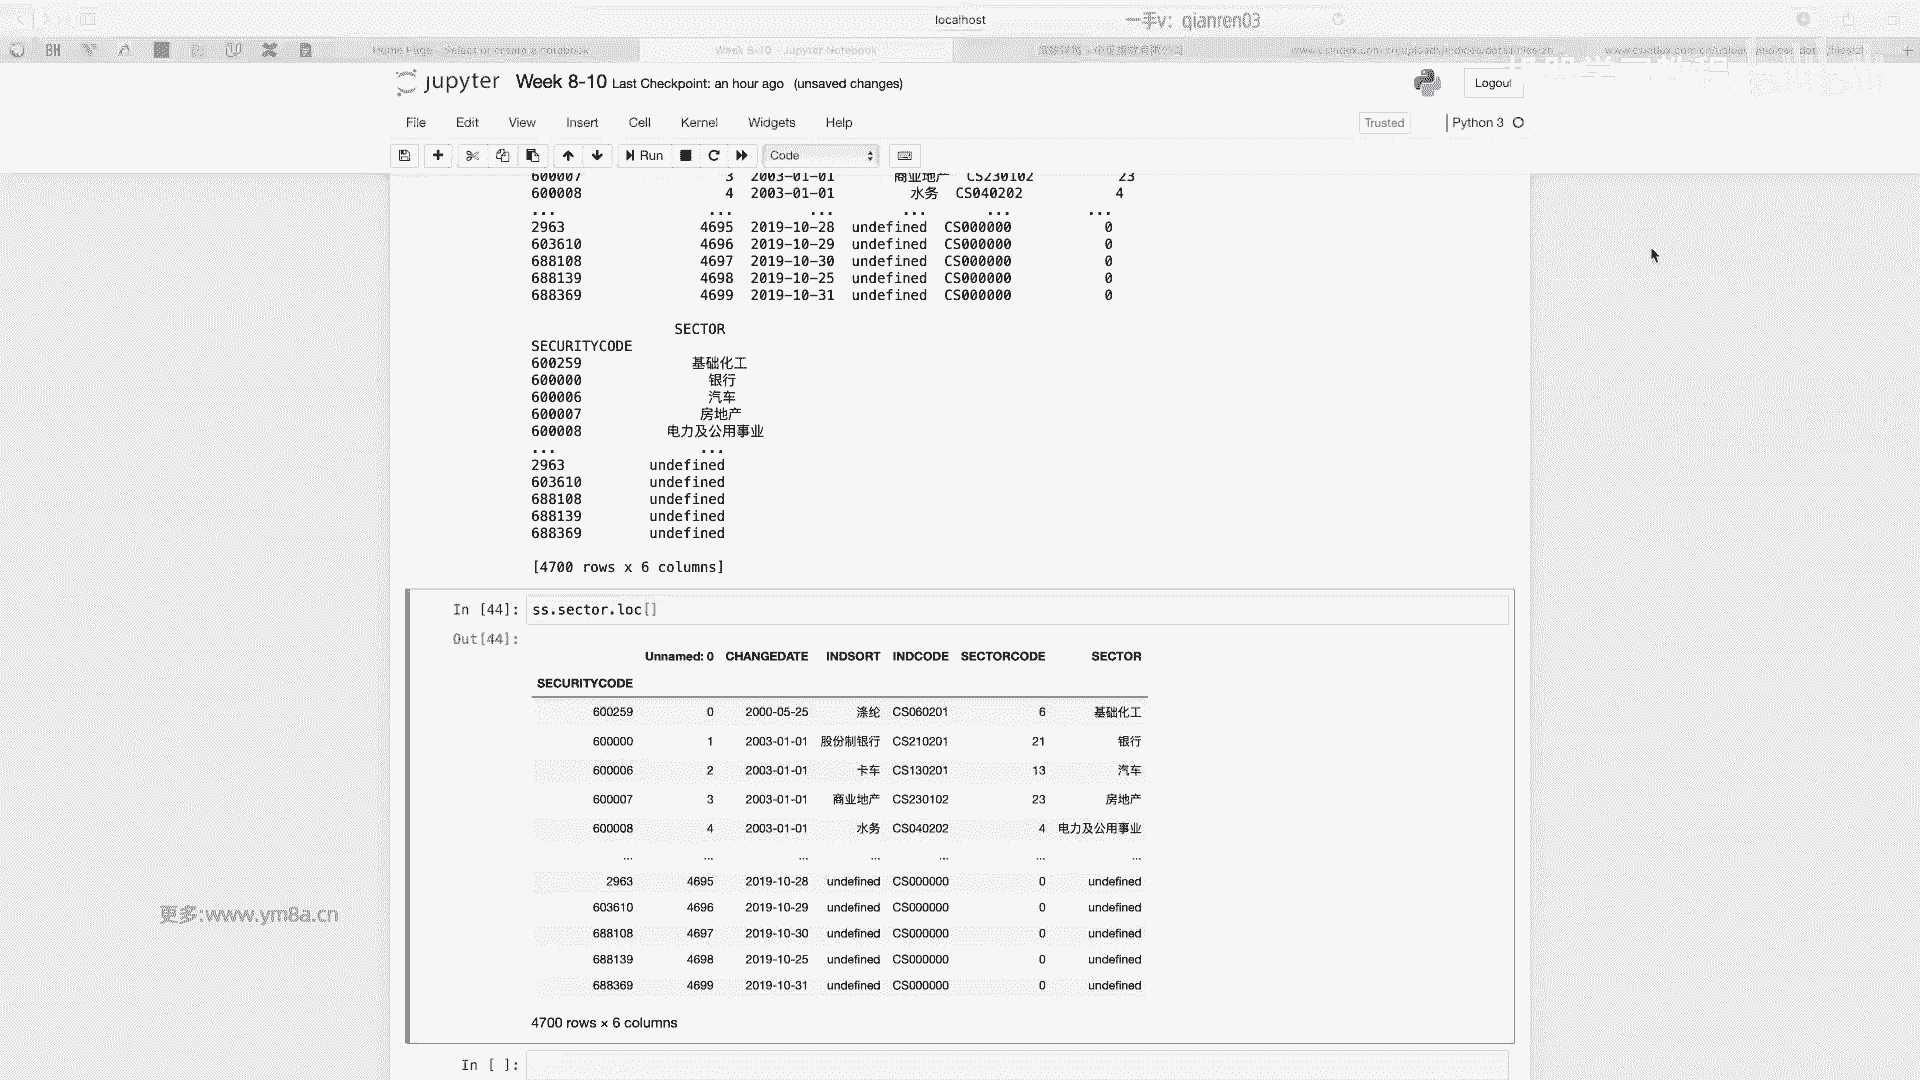 localhost
手v: qianren03
BH
Home Page - Select or create a notebook
Week 8-10 - Jupyter Notebook
jupyter Week 8-10 Last Checkpoint: an hour ago (unsaved changes)
Logout
File Edit View Insert Cell Kernel Widgets Help
Trusted Python 3
Run Code
600007 3 2003-01-01 商业地产 CS230102 23
600008 4 2003-01-01 水务 CS040202 4
... ... ... ... ... ...
2963 4695 2019-10-28 undefined CS000000 0
603610 4696 2019-10-29 undefined CS000000 0
688108 4697 2019-10-30 undefined CS000000 0
688139 4698 2019-10-25 undefined CS000000 0
688369 4699 2019-10-31 undefined CS000000 0
SECTOR
SECURITYCODE
600259 基础化工
600000 银行
600006 汽车
600007 房地产
600008 电力及公用事业
... ...
2963 undefined
603610 undefined
688108 undefined
688139 undefined
688369 undefined
[4700 rows x 6 columns]
In [44]: ss.sector.loc[]
Out[44]:
Unnamed: 0 CHANGEDATE INDSORT INDCODE SECTORCODE SECTOR
SECURITYCODE
600259 0 2000-05-25 涤纶 CS060201 6 基础化工
600000 1 2003-01-01 股份制银行 CS210201 21 银行
600006 2 2003-01-01 卡车 CS130201 13 汽车
600007 3 2003-01-01 商业地产 CS230102 23 房地产
600008 4 2003-01-01 水务 CS040202 4 电力及公用事业
... ... ... ... ... ... ...
2963 4695 2019-10-28 undefined CS000000 0 undefined
603610 4696 2019-10-29 undefined CS000000 0 undefined
688108 4697 2019-10-30 undefined CS000000 0 undefined
688139 4698 2019-10-25 undefined CS000000 0 undefined
688369 4699 2019-10-31 undefined CS000000 0 undefined
4700 rows × 6 columns
In [ ]:
更多:www.ym8a.cn